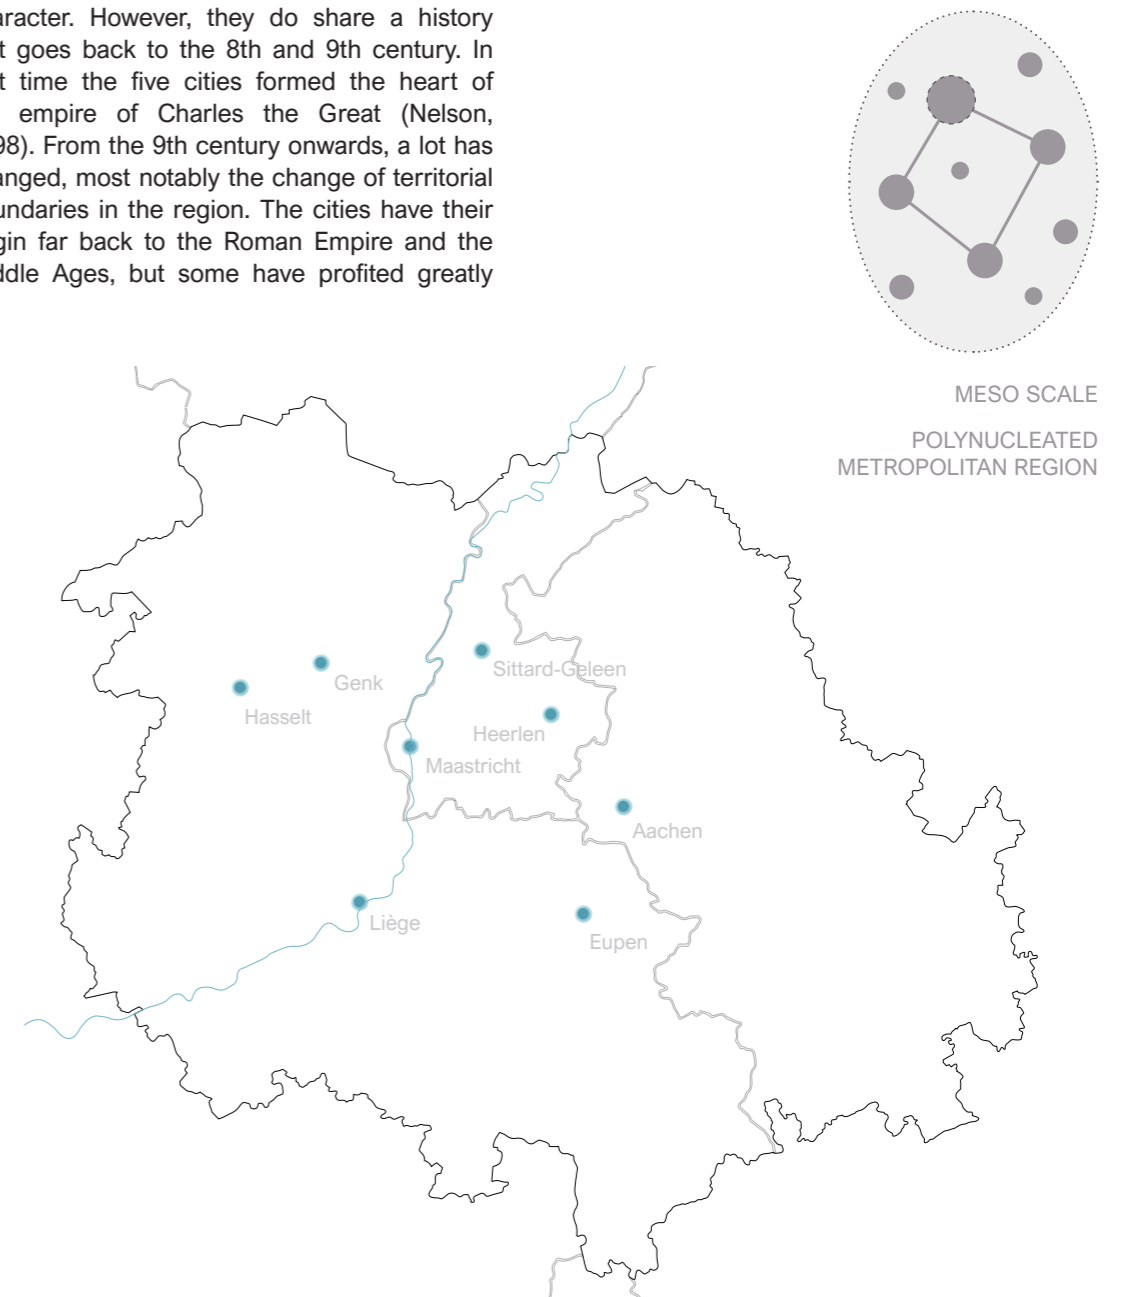 aracter. However, they do share a history
t goes back to the 8th and 9th century. In
t time the five cities formed the heart of
empire of Charles the Great (Nelson,
98). From the 9th century onwards, a lot has
anged, most notably the change of territorial
undaries in the region. The cities have their
gin far back to the Roman Empire and the
ddle Ages, but some have profited greatly
MESO SCALE
POLYNUCLEATED
METROPOLITAN REGION
Sittard-Geleen
Genk
Hasselt
Heerlen
Maastricht
Aachen
Liège
Eupen